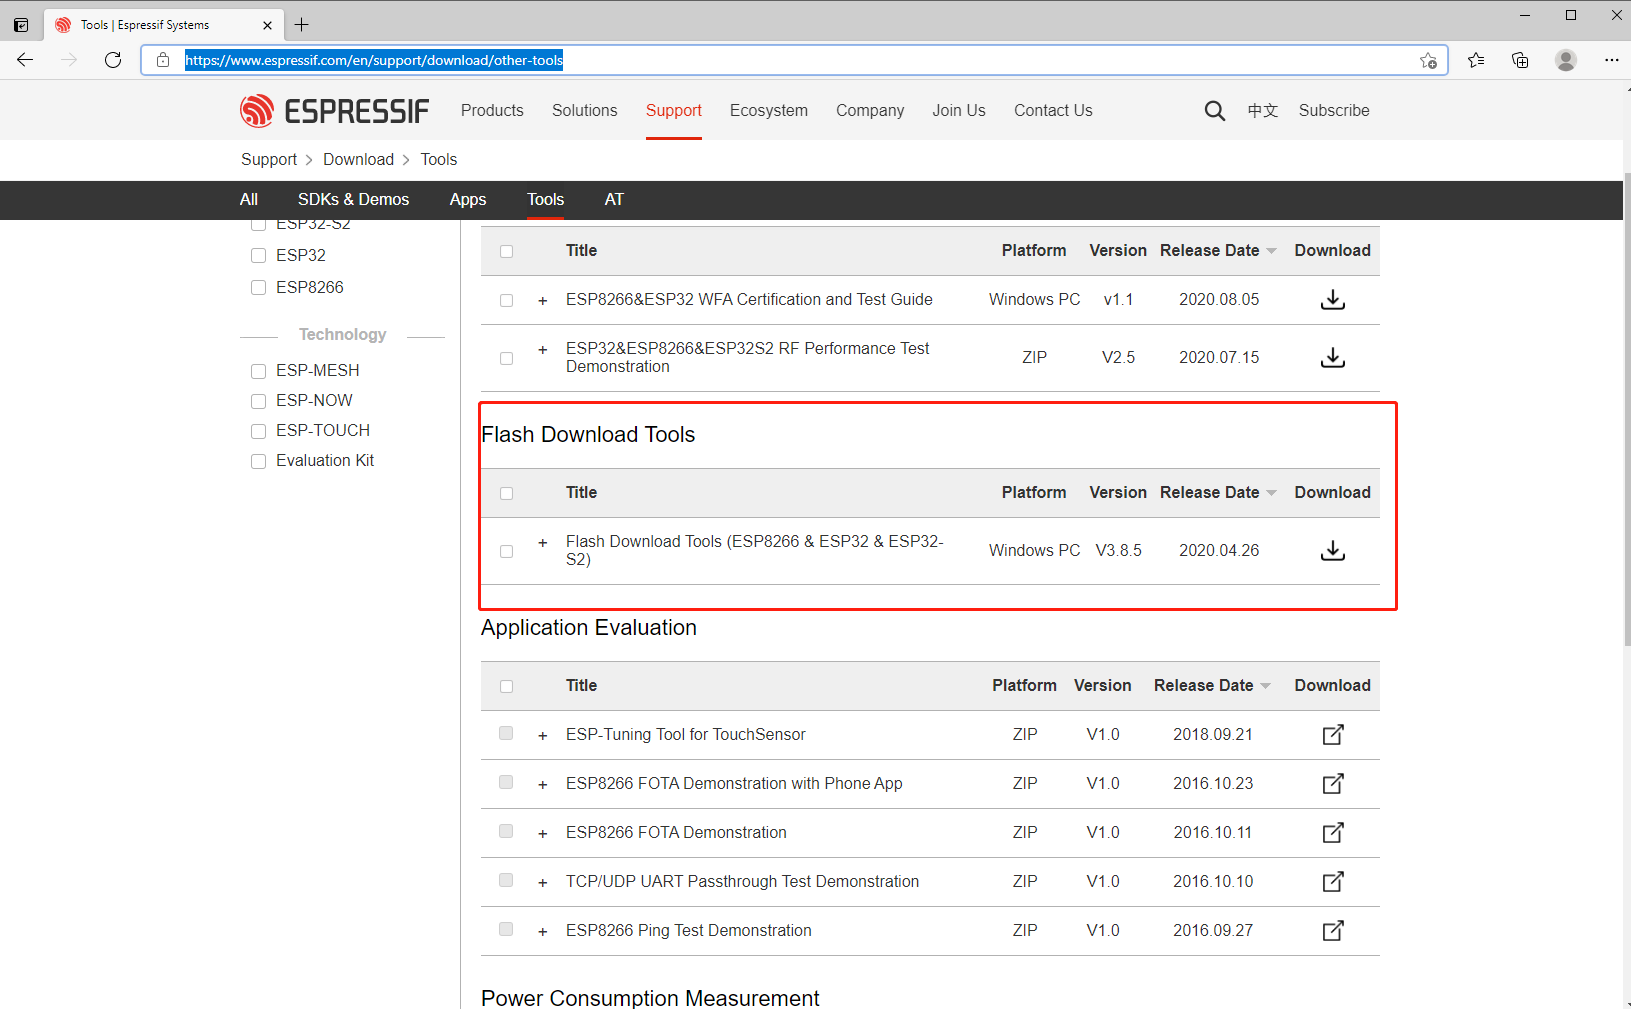 Tools | Espressif Systems
https://www.espressif.com/en/support/download/other-tools
ESPRESSIF Products Solutions Support Ecosystem Company Join Us Contact Us 中文 Subscribe
Support > Download > Tools
All SDKs & Demos Apps Tools AT
ESP32-S2
ESP32
ESP8266
Technology
ESP-MESH
ESP-NOW
ESP-TOUCH
Evaluation Kit
Title Platform Version Release Date Download
+ ESP8266&ESP32 WFA Certification and Test Guide Windows PC v1.1 2020.08.05
+ ESP32&ESP8266&ESP32S2 RF Performance Test
Demonstration ZIP V2.5 2020.07.15
Flash Download Tools
Title Platform Version Release Date Download
+ Flash Download Tools (ESP8266 & ESP32 & ESP32-
S2) Windows PC V3.8.5 2020.04.26
Application Evaluation
Title Platform Version Release Date Download
+ ESP-Tuning Tool for TouchSensor ZIP V1.0 2018.09.21
+ ESP8266 FOTA Demonstration with Phone App ZIP V1.0 2016.10.23
+ ESP8266 FOTA Demonstration ZIP V1.0 2016.10.11
+ TCP/UDP UART Passthrough Test Demonstration ZIP V1.0 2016.10.10
+ ESP8266 Ping Test Demonstration ZIP V1.0 2016.09.27
Power Consumption Measurement